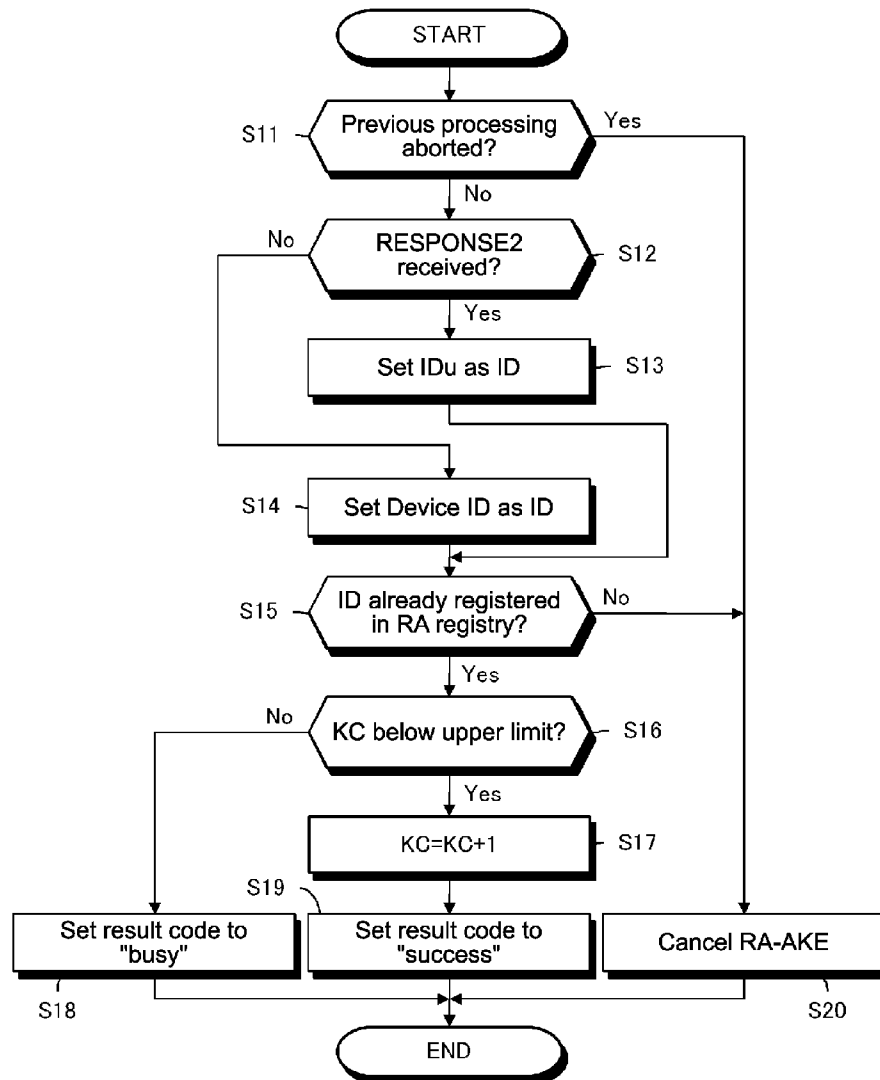 START
S11
Previous processing
aborted?
Yes
No
No
RESPONSE2
received?
S12
Yes
Set IDu as ID
S13
S14
Set Device ID as ID
S15
ID already registered
in RA registry?
No
Yes
No
KC below upper limit?
S16
Yes
KC=KC+1
S17
S19
Set result code to
"busy"
Set result code to
"success"
Cancel RA-AKE
S18
S20
END